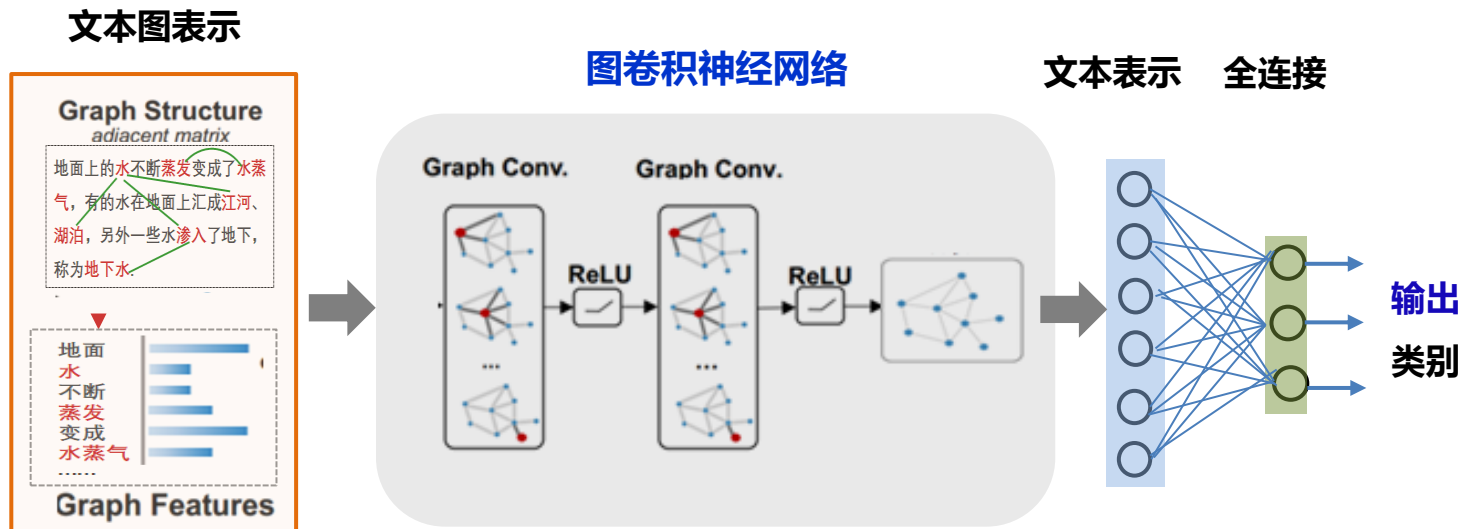 文本图表示
图卷积神经网络
文本表示
全连接
Graph Structure
adjacent matrix
地面上的水不断蒸发变成了水蒸
气，有的水在地面上汇成江河、
湖泊，另外一些水渗入了地下，
称为地下水.
地面
水
不断
蒸发
变成
水蒸气
……
Graph Features
Graph Conv.
ReLU
...
Graph Conv.
ReLU
...
输出
类别